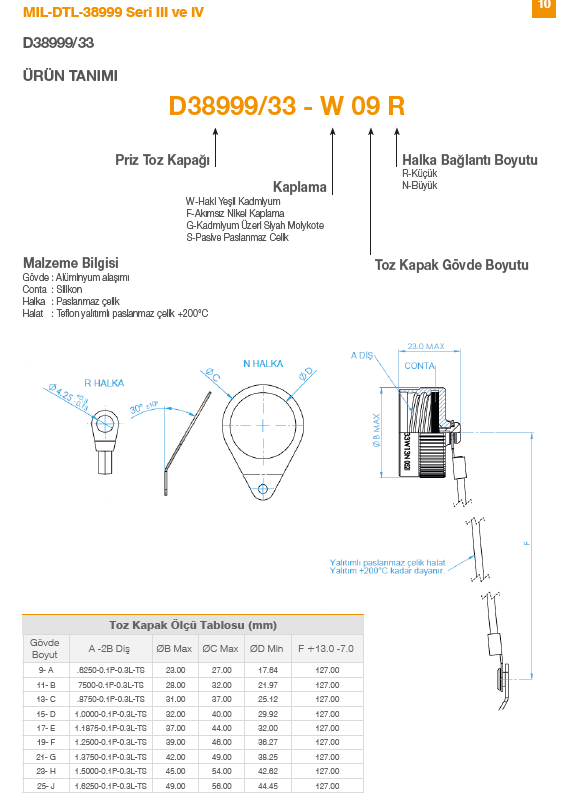 MIL-DTL-38999 Seri III ve IV
10
D38999/33
ÜRÜN TANIMI
D38999/33 - W 09 R
Priz Toz Kapağı
Halka Bağlantı Boyutu
R-Küçük
N-Büyük
Kaplama
W-Haki Yeşil Kadmiyum
F-Akımsız Nikel Kaplama
G-Kadmiyum Üzeri Siyah Molykote
S-Pasive Paslanmaz Çelik
Toz Kapak Gövde Boyutu
Malzeme Bilgisi
Gövde : Alüminyum alaşımı
Conta : Silikon
Halka : Paslanmaz çelik
Halat : Teflon yalıtımlı paslanmaz çelik +200°C
R HALKA
Ø 4.25 +0.4 -0.13
30° ±10°
N HALKA
ØC
ØD
23.0 MAX
A DİŞ
CONTA
ØB MAX
33W13N
F
Yalıtımlı paslanmaz çelik halat
Yalıtım +200°C kadar dayanır.
Toz Kapak Ölçü Tablosu (mm)
Gövde Boyut A -2B Diş ØB Max ØC Max ØD Min F +13.0 -7.0
9- A .6250-0.1P-0.3L-TS 23.00 27.00 17.64 127.00
11- B 7500-0.1P-0.3L-TS 28.00 32.00 21.97 127.00
13- C .8750-0.1P-0.3L-TS 31.00 37.00 25.12 127.00
15- D 1.0000-0.1P-0.3L-TS 32.00 40.00 29.92 127.00
17- E 1.1875-0.1P-0.3L-TS 37.00 44.00 32.00 127.00
19- F 1.2500-0.1P-0.3L-TS 39.00 46.00 36.27 127.00
21- G 1.3750-0.1P-0.3L-TS 42.00 49.00 38.25 127.00
23- H 1.5000-0.1P-0.3L-TS 45.00 54.00 42.62 127.00
25- J 1.6250-0.1P-0.3L-TS 49.00 56.00 44.45 127.00